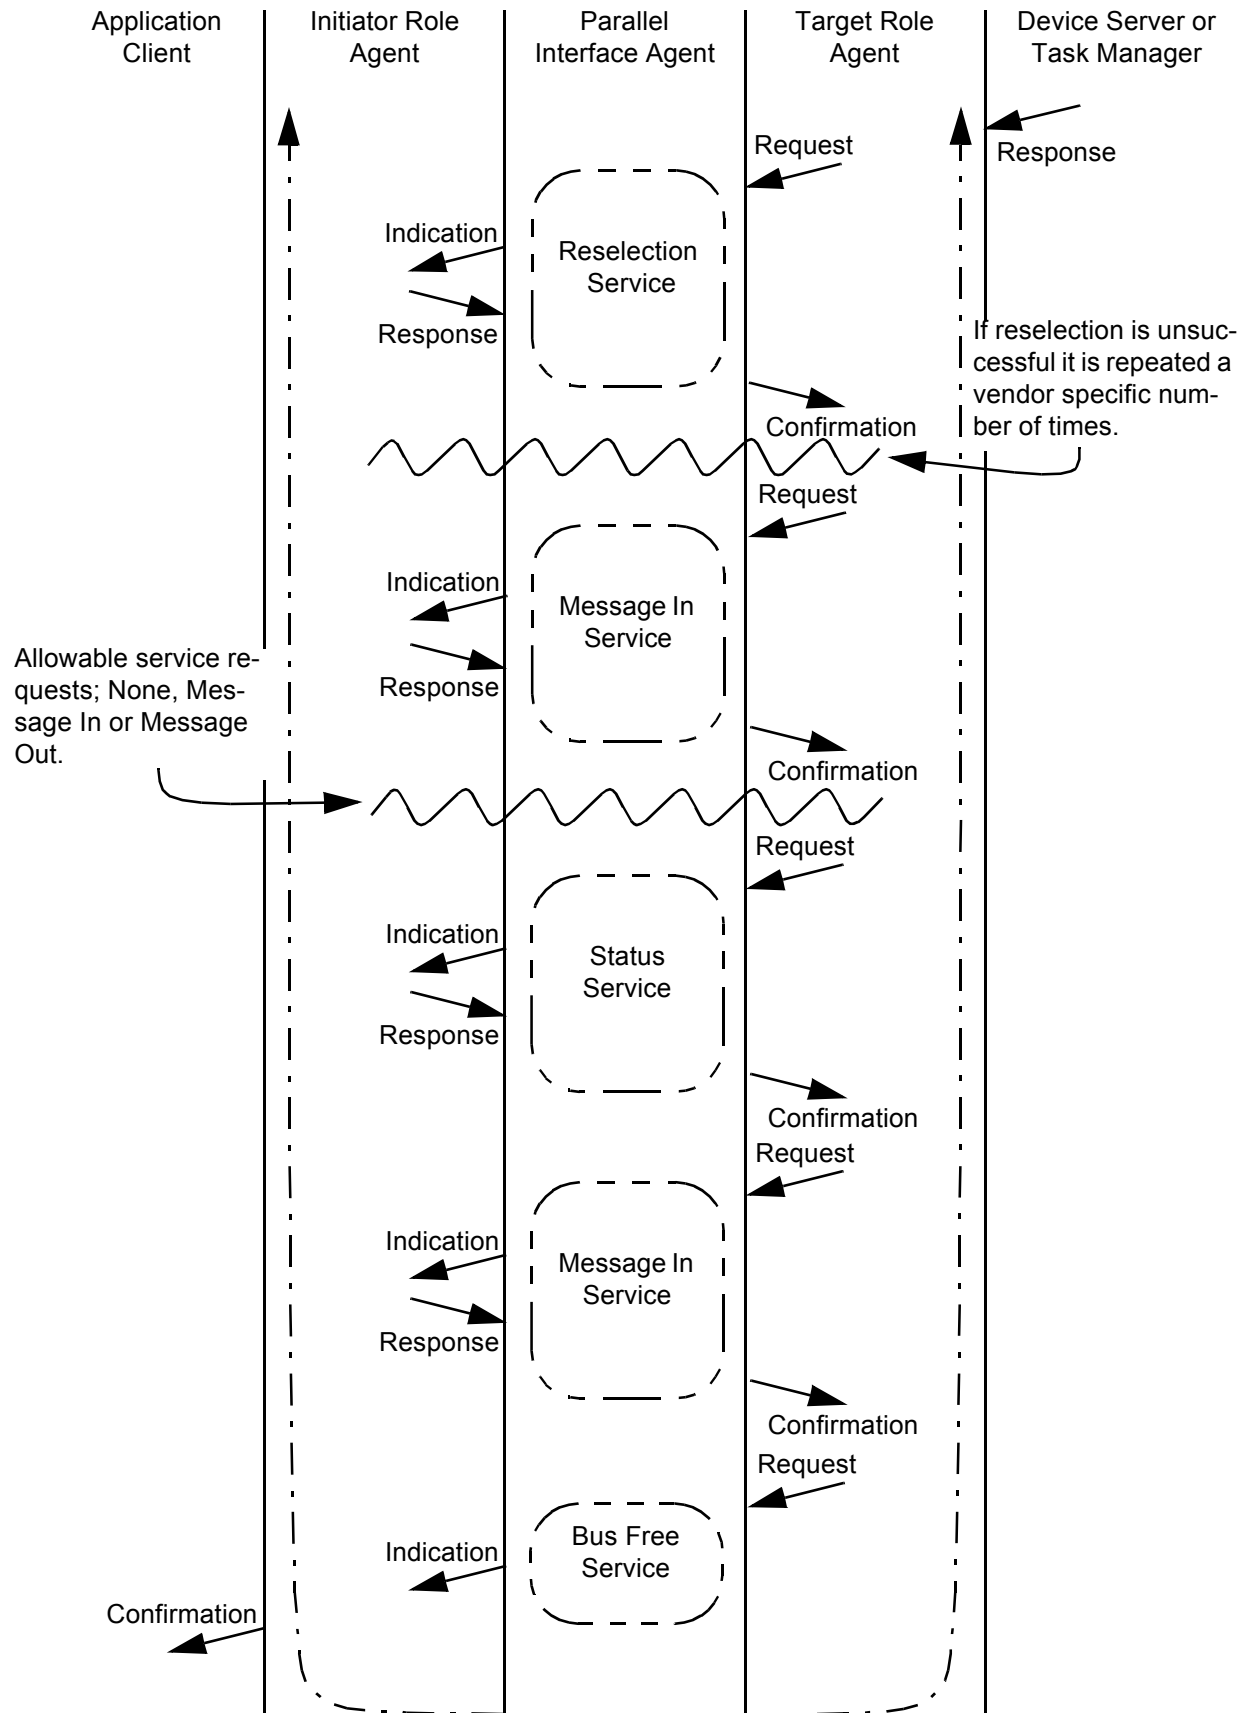 Application
Client
Initiator Role
Agent
Parallel
Interface Agent
Target Role
Agent
Device Server or
Task Manager
Request
Response
Indication
Reselection
Service
Response
If reselection is unsuc-
cessful it is repeated a
vendor specific num-
ber of times.
Confirmation
Request
Indication
Message In
Service
Allowable service re-
quests; None, Mes-
sage In or Message
Out.
Response
Confirmation
Request
Indication
Status
Service
Response
Confirmation
Request
Indication
Message In
Service
Response
Confirmation
Request
Bus Free
Service
Indication
Confirmation